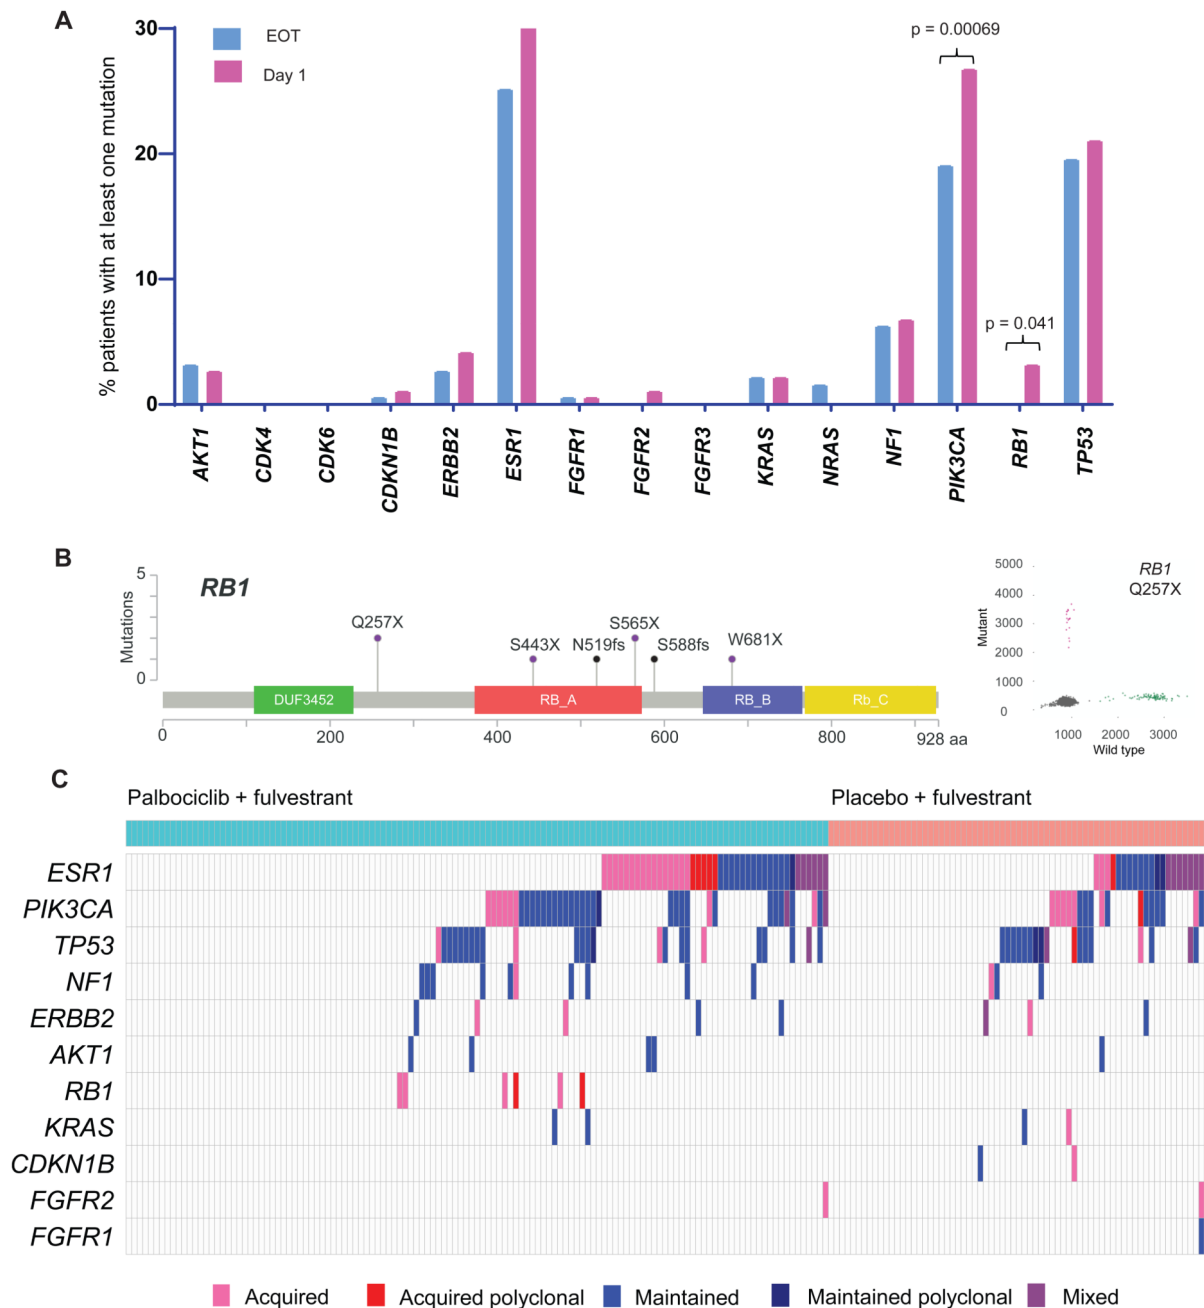 A
% patients with at least one mutation
30
20
10
0
EOT
Day 1
p = 0.00069
p = 0.041
AKT1
CDK4
CDK6
CDKN1B
ERBB2
ESR1
FGFR1
FGFR2
FGFR3
KRAS
NRAS
NF1
PIK3CA
RB1
TP53
B
Mutations
5
0
RB1
Q257X
S443X
N519fs
S565X
S588fs
W681X
DUF3452
RB_A
RB_B
Rb_C
0
200
400
600
800
928 aa
RB1
Q257X
Mutant
5000
4000
3000
2000
1000
0
1000
2000
3000
Wild type
C
Palbociclib + fulvestrant
Placebo + fulvestrant
ESR1
PIK3CA
TP53
NF1
ERBB2
AKT1
RB1
KRAS
CDKN1B
FGFR2
FGFR1
Acquired
Acquired polyclonal
Maintained
Maintained polyclonal
Mixed